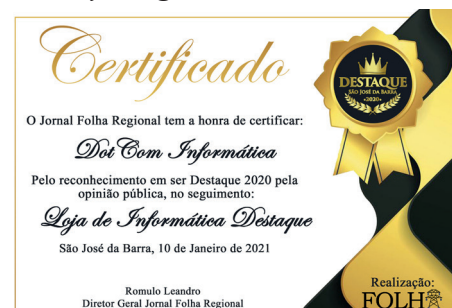 Certificado
DESTAQUE
SÃO JOSÉ DA BARRA
•2020•
O Jornal Folha Regional tem a honra de certificar:
DotCom Informática
Pelo reconhecimento em ser Destaque 2020 pela
opinião pública, no seguimento:
Loja de Informática Destaque
São José da Barra, 10 de Janeiro de 2021
Romulo Leandro
Diretor Geral Jornal Folha Regional
Realização:
FOLH